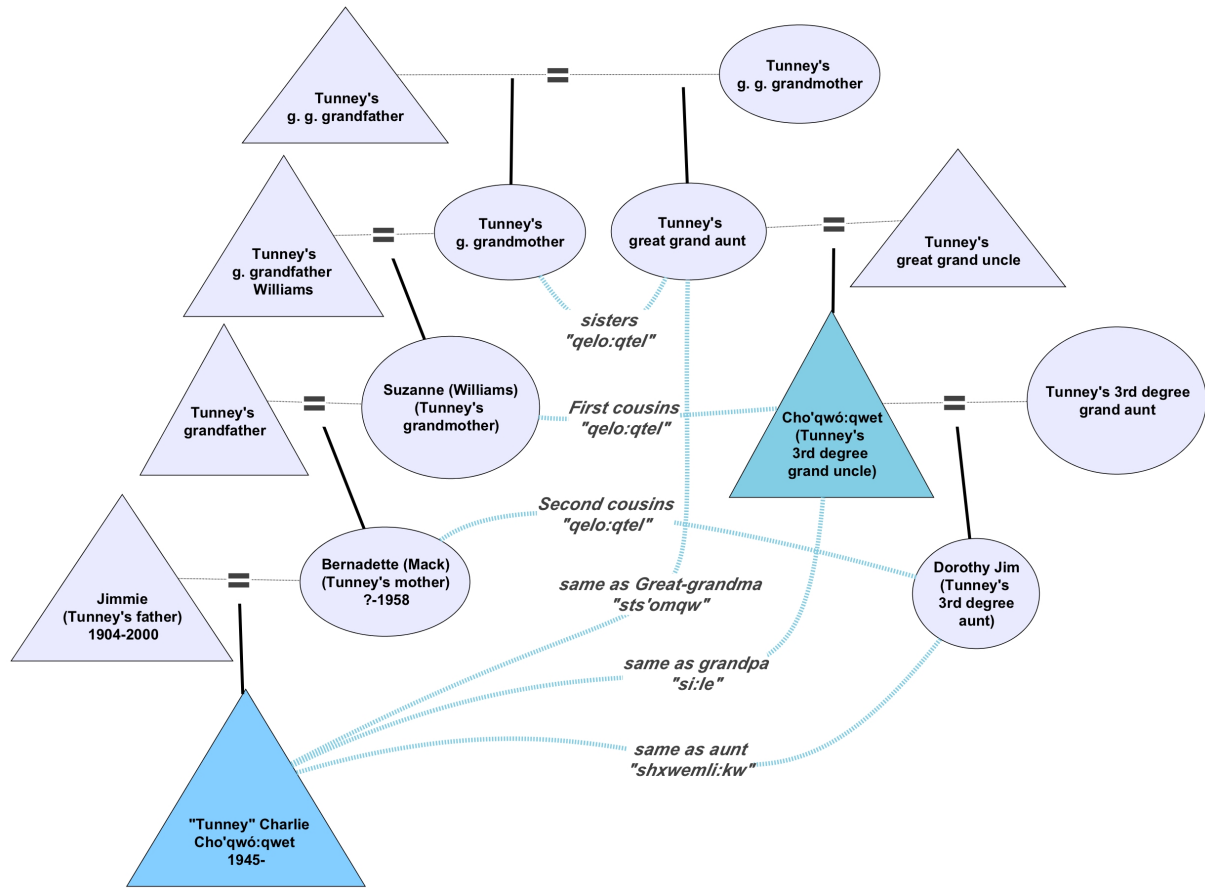 Tunney's
g. g. grandfather
=
Tunney's
g. g. grandmother
Tunney's
g. grandfather
Williams
=
Tunney's
g. grandmother
Tunney's
great grand aunt
=
Tunney's
great grand uncle
sisters
"qelo:qtel"
Tunney's
grandfather
=
Suzanne (Williams)
(Tunney's
grandmother)
First cousins
"qelo:qtel"
Cho'qwó:qwet
(Tunney's
3rd degree
grand uncle)
=
Tunney's 3rd degree
grand aunt
Second cousins
"qelo:qtel"
Jimmie
(Tunney's father)
1904-2000
=
Bernadette (Mack)
(Tunney's mother)
?-1958
same as Great-grandma
"sts'omqw"
Dorothy Jim
(Tunney's
3rd degree
aunt)
same as grandpa
"si:le"
same as aunt
"shxwemli:kw"
"Tunney" Charlie
Cho'qwó:qwet
1945-